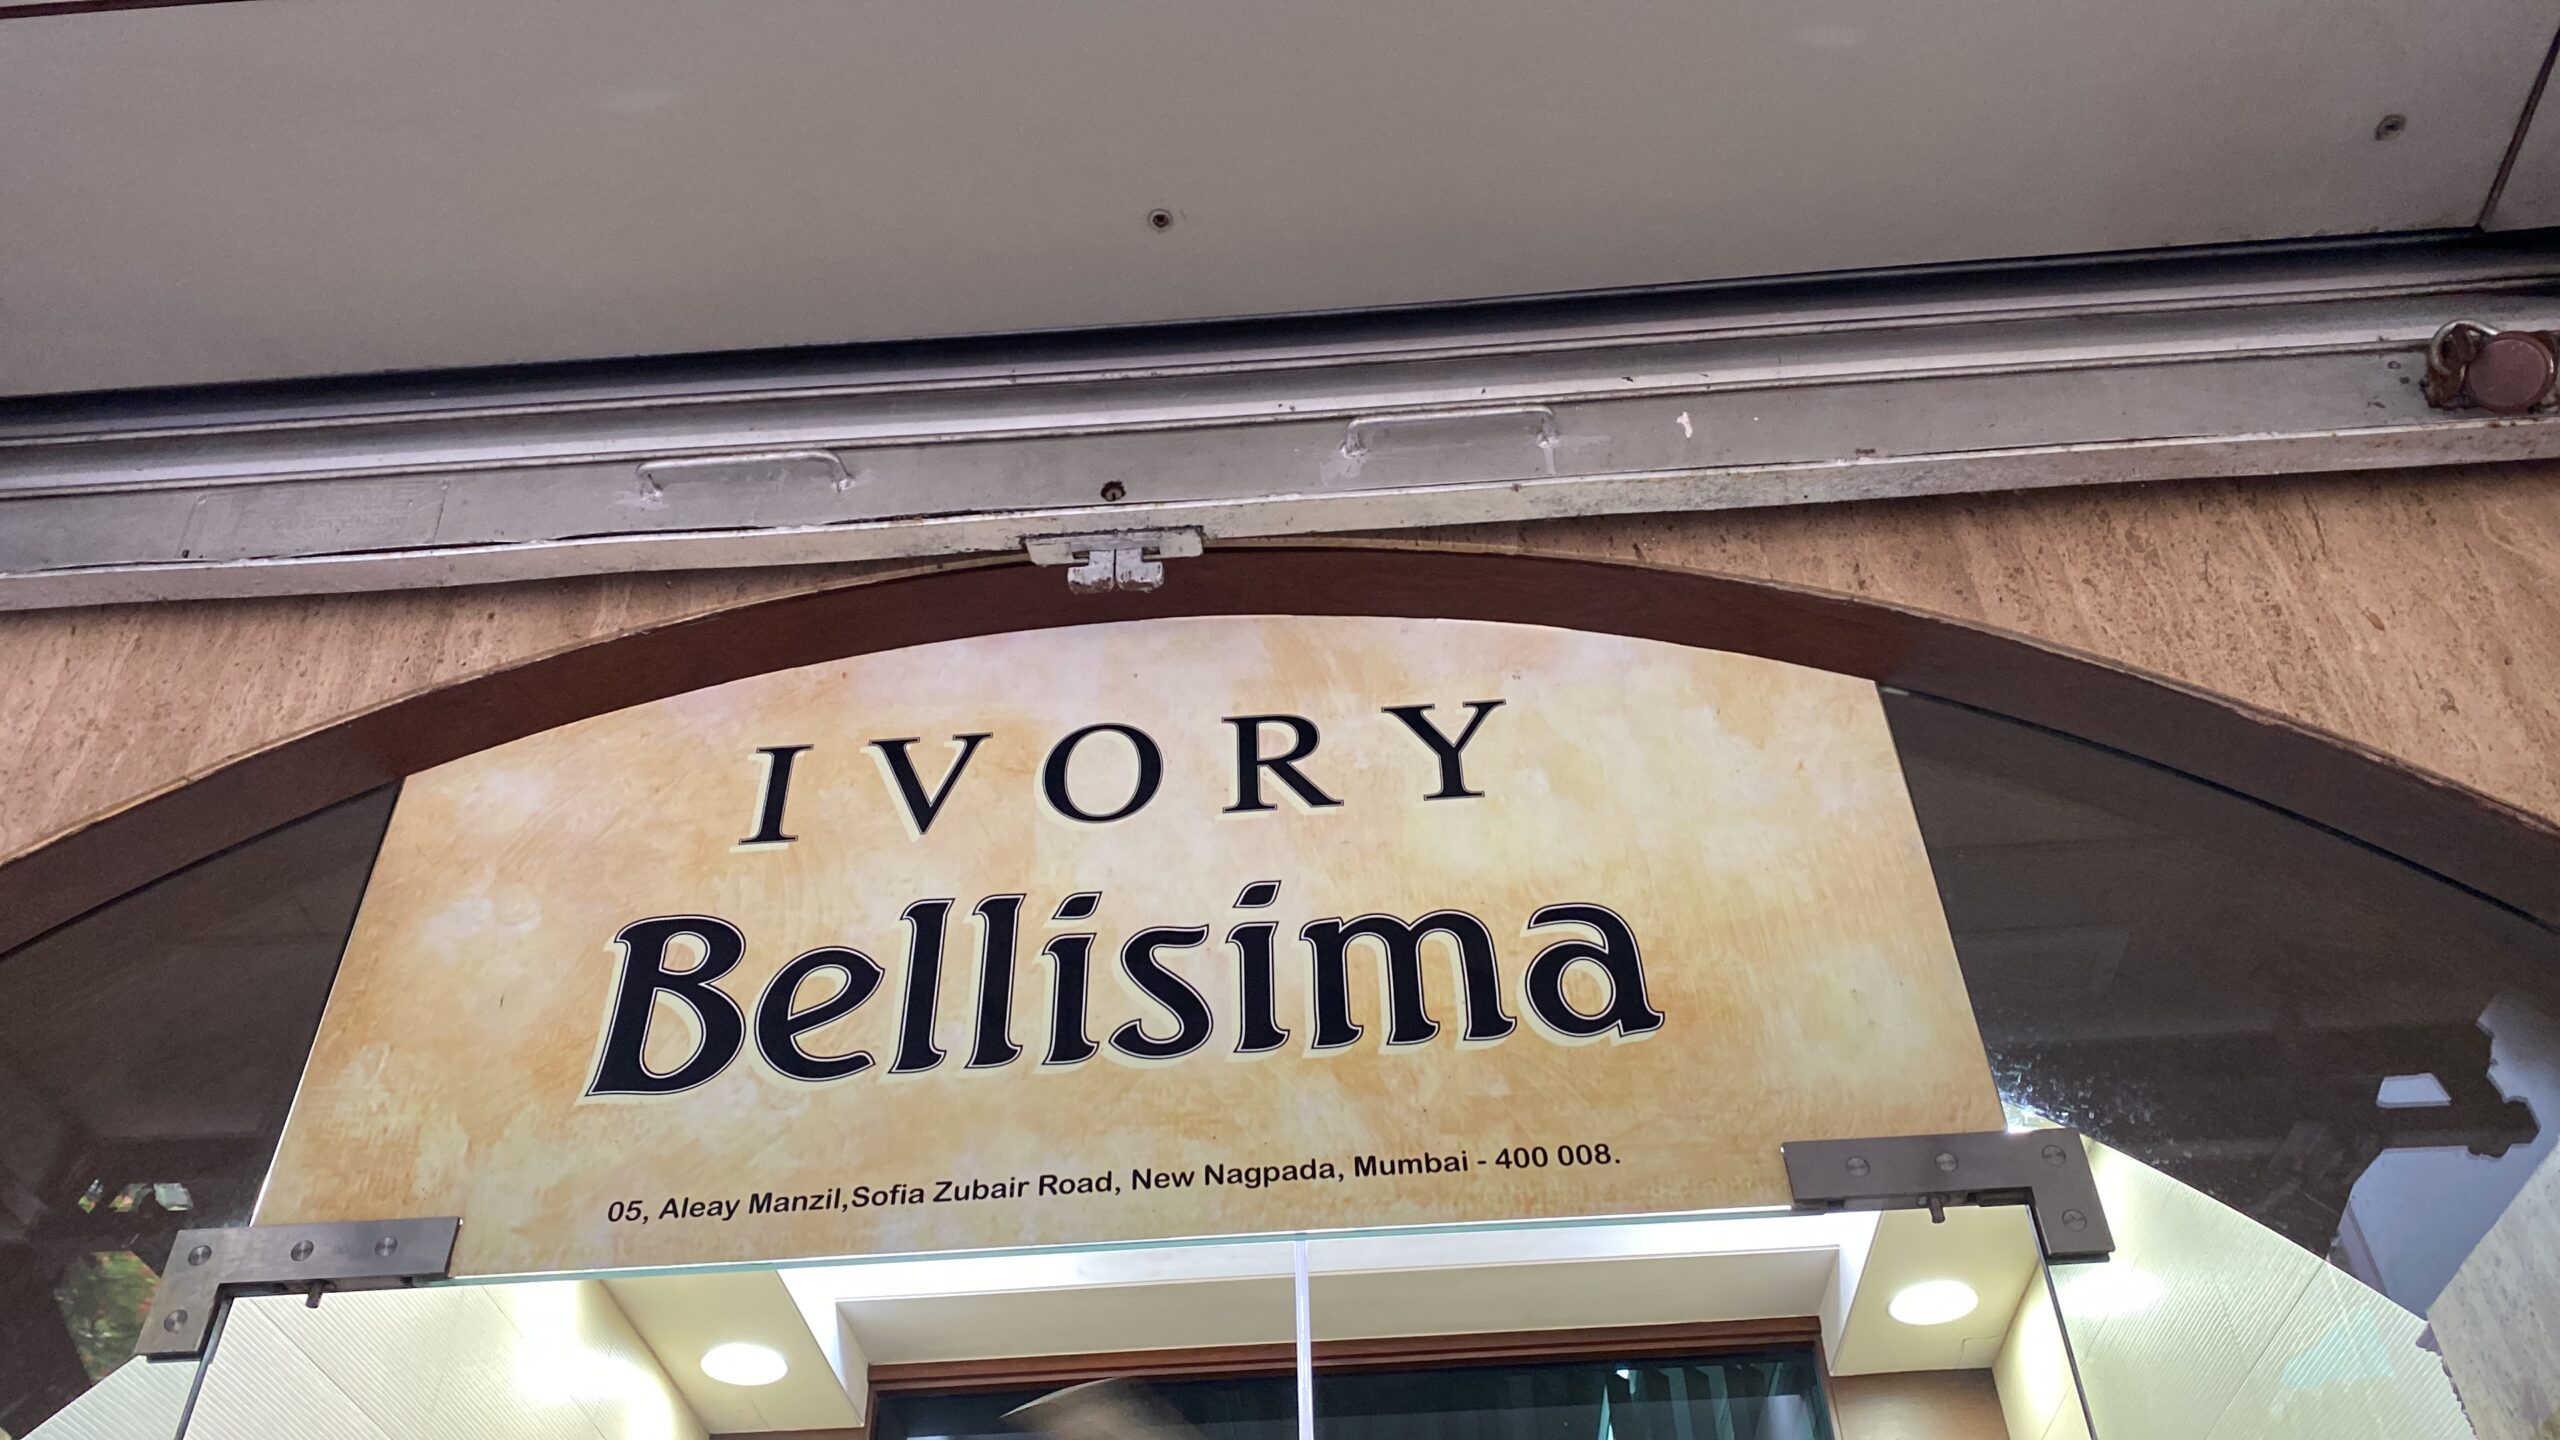 IVORY
Bellisima
05, Aleay Manzil,Sofia Zubair Road, New Nagpada, Mumbai - 400 008.